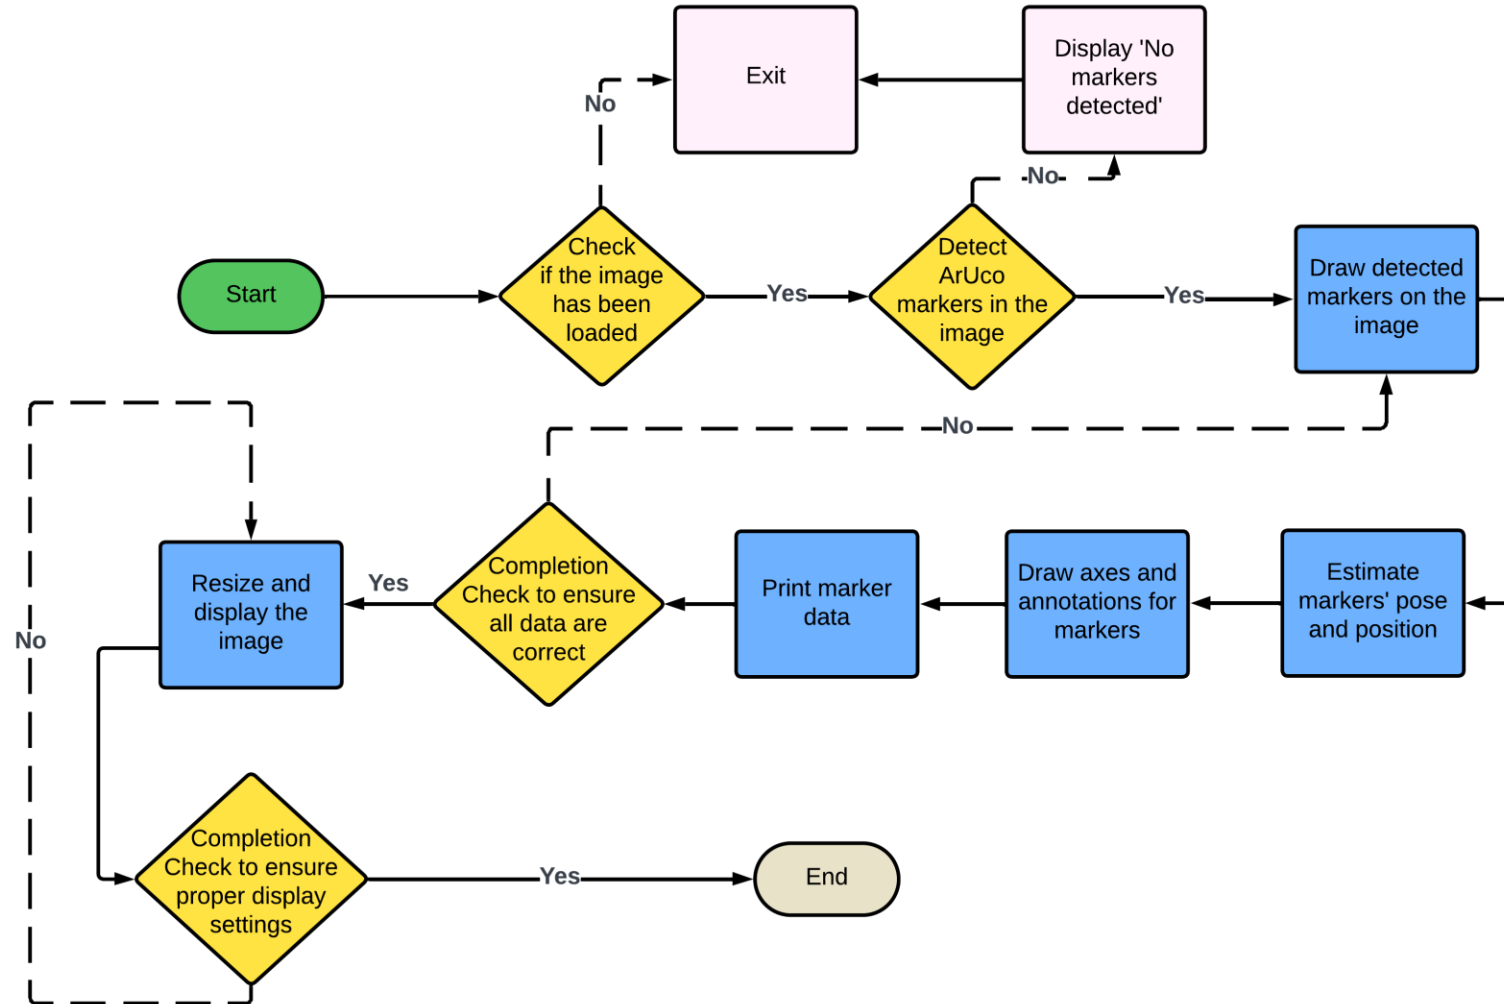 Exit
Display 'No
markers
detected'
No
No
Start
Check
if the image
has been
loaded
Yes
Detect
ArUco
markers in the
image
Yes
Draw detected
markers on the
image
No
Resize and
display the
image
Yes
Completion
Check to ensure
all data are
correct
Print marker
data
Draw axes and
annotations for
markers
Estimate
markers' pose
and position
No
Completion
Check to ensure
proper display
settings
Yes
End